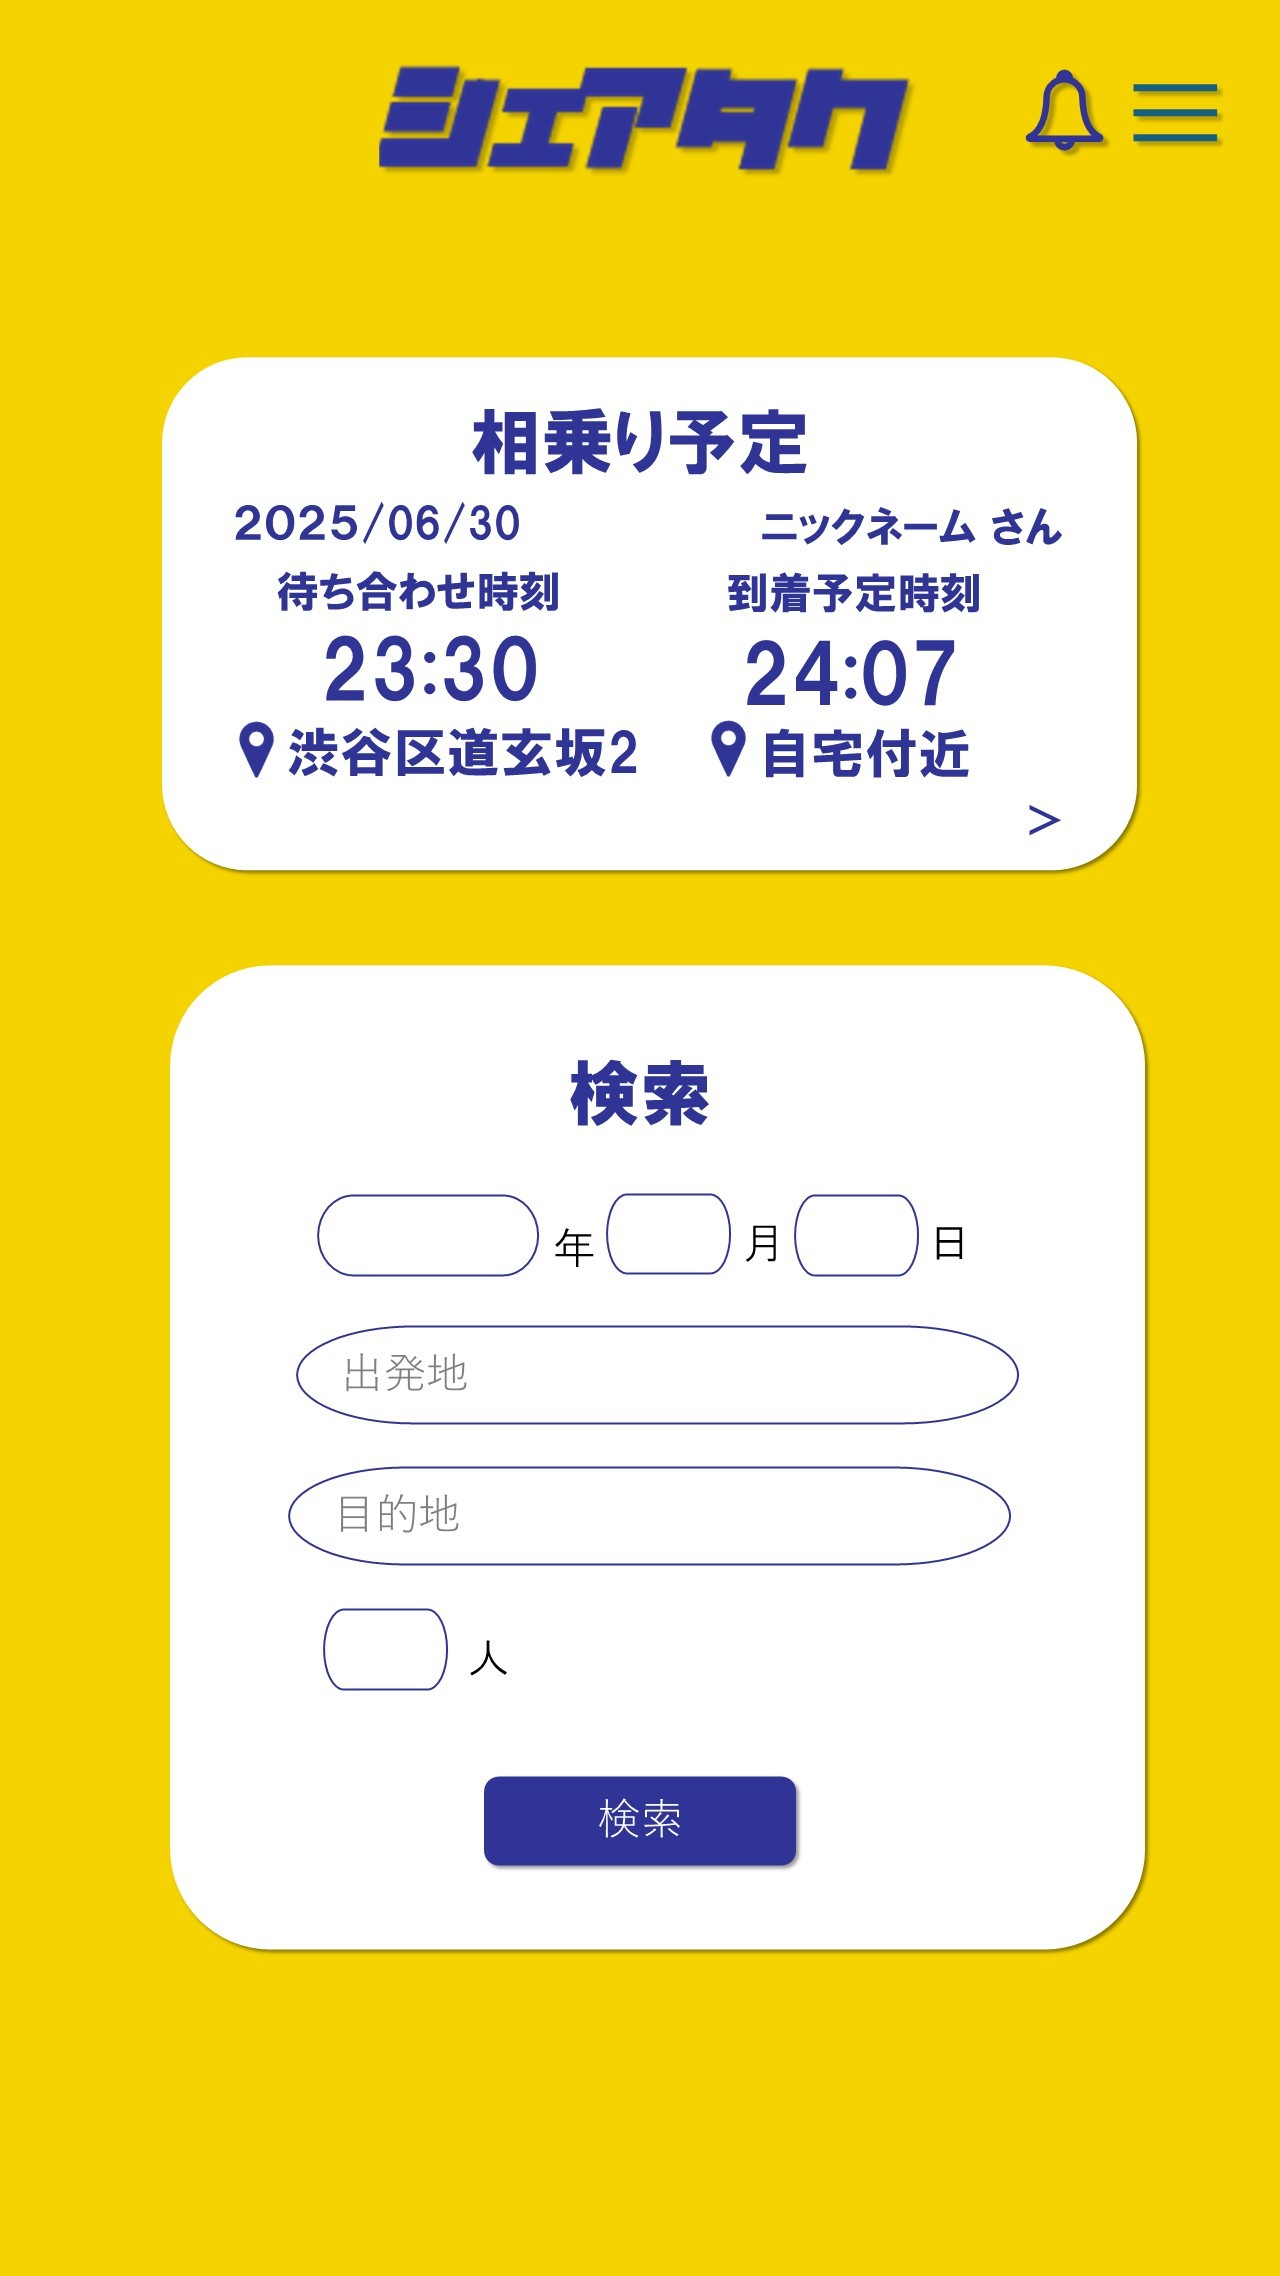 シェアタク
相乗り予定
2025/06/30 ニックネーム さん
待ち合わせ時刻 到着予定時刻
23:30 24:07
渋谷区道玄坂2 自宅付近
>
検索
年 月 日
出発地
目的地
人
検索